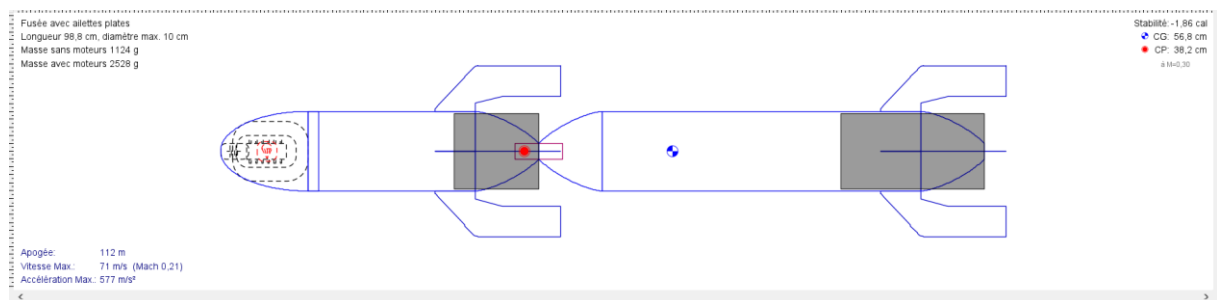 Fusée avec ailettes plates
Longueur 98,8 cm, diamètre max. 10 cm
Masse sans moteurs 1124 g
Masse avec moteurs 2528 g
Stabilité: -1,86 cal
CG: 56,8 cm
CP: 38,2 cm
à M=0,30
Apogée: 112 m
Vitesse Max.: 71 m/s (Mach 0,21)
Accélération Max.: 577 m/s²